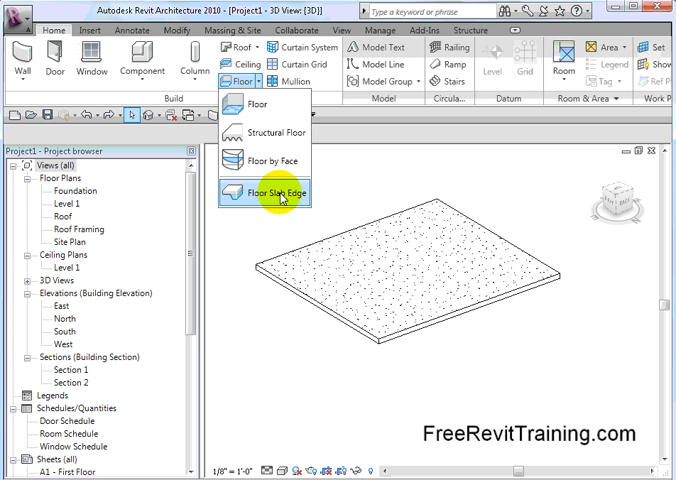 Autodesk Revit Architecture 2010 - [Project1 - 3D View: {3D}]
Type a keyword or phrase
Home Insert Annotate Modify Massing & Site Collaborate View Manage Add-Ins Structure
Wall Door Window Component Column
Roof Curtain System
Ceiling Curtain Grid
Floor Mullion
Model Text
Model Line
Model Group
Railing
Ramp
Stairs
Level Grid
Room
Area
Legend
Tag
Set
Show
Ref
Build Model Circula... Datum Room & Area Work P
Floor
Structural Floor
Floor by Face
Floor Slab Edge
Project1 - Project browser
Views (all)
Floor Plans
Foundation
Level 1
Roof
Roof Framing
Site Plan
Ceiling Plans
Level 1
3D Views
Elevations (Building Elevation)
East
North
South
West
Sections (Building Section)
Section 1
Section 2
Legends
Schedules/Quantities
Door Schedule
Room Schedule
Window Schedule
Sheets (all)
A1 - First Floor
FreeRevitTraining.com
1/8" = 1'-0"